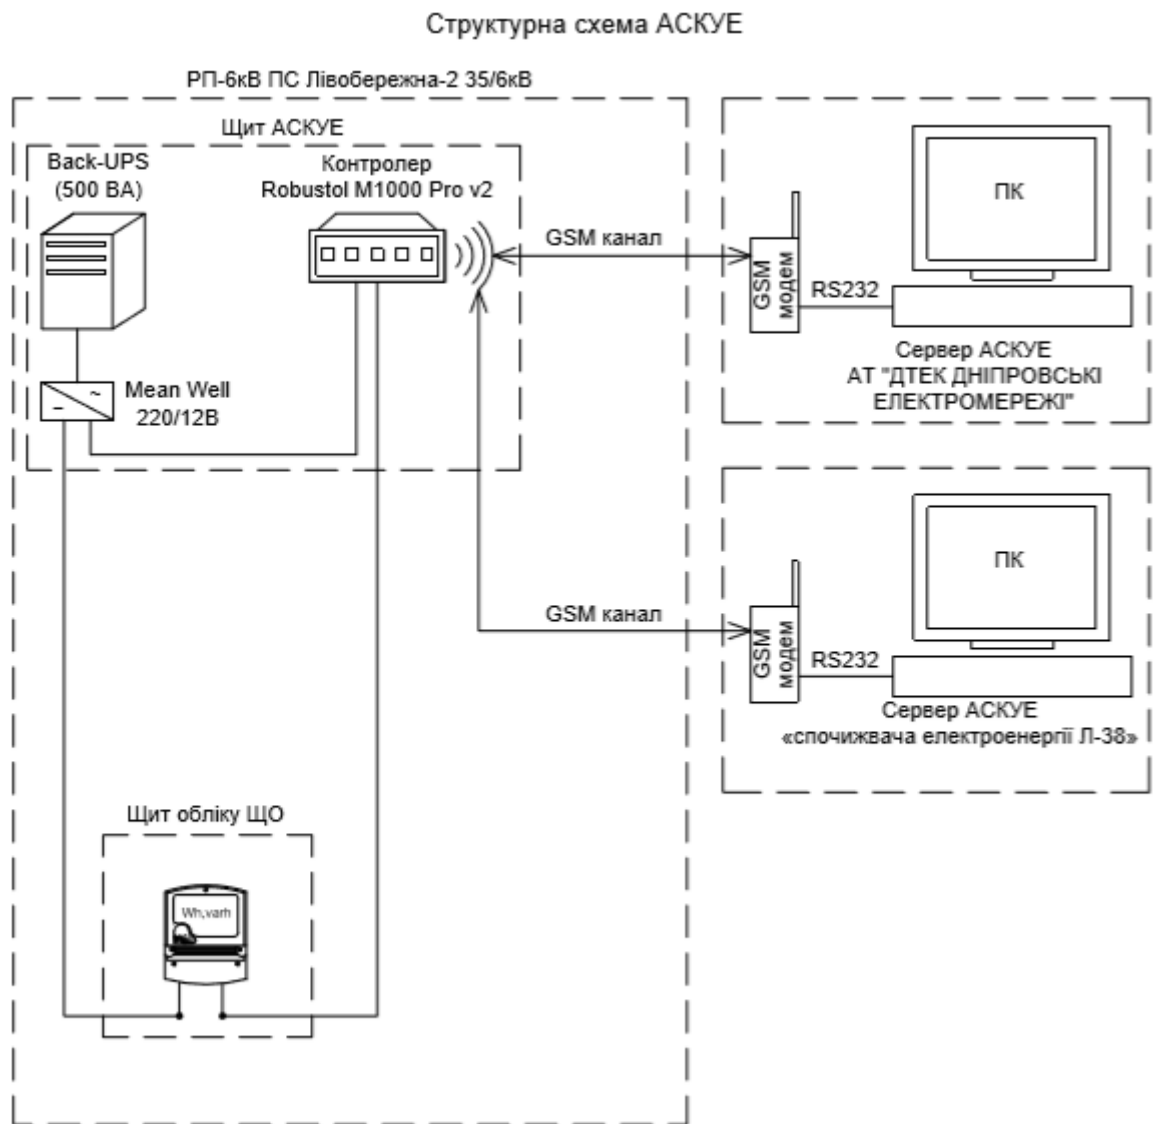 Структурна схема АСКУЕ
РП-6кВ ПС Лівобережна-2 35/6кВ
Щит АСКУЕ
Back-UPS
(500 ВА)
Контролер
Robustol M1000 Pro v2
GSM канал
GSM
модем
RS232
ПК
Сервер АСКУЕ
АТ "ДТЕК ДНІПРОВСЬКІ
ЕЛЕКТРОМЕРЕЖІ"
~
–
Mean Well
220/12В
GSM канал
GSM
модем
RS232
ПК
Сервер АСКУЕ
«спочижвача електроенергії Л-38»
Щит обліку ЩО
Wh,varh